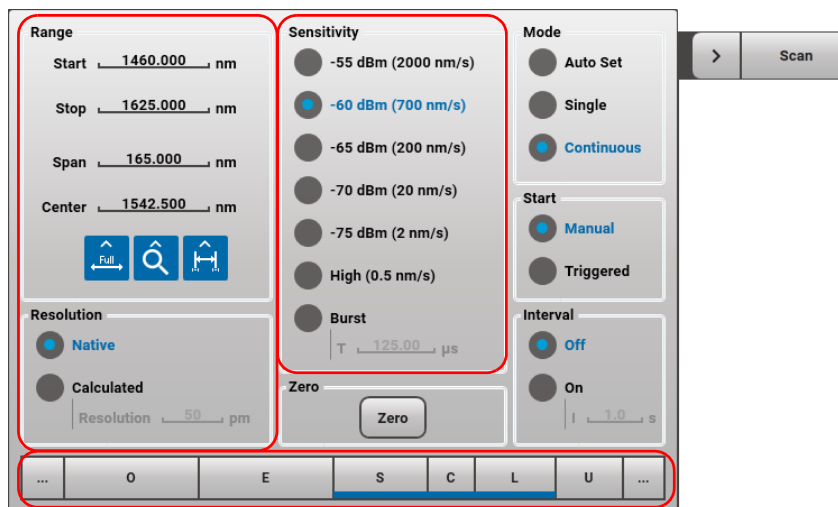 Range
Start 1460.000 nm
Stop 1625.000 nm
Span 165.000 nm
Center 1542.500 nm
Full
Resolution
Native
Calculated
Resolution 50 pm
Sensitivity
-55 dBm (2000 nm/s)
-60 dBm (700 nm/s)
-65 dBm (200 nm/s)
-70 dBm (20 nm/s)
-75 dBm (2 nm/s)
High (0.5 nm/s)
Burst
T 125.00 µs
Zero
Zero
Mode
Auto Set
Single
Continuous
Start
Manual
Triggered
Interval
Off
On
I 1.0 s
> Scan
... O E S C L U ...